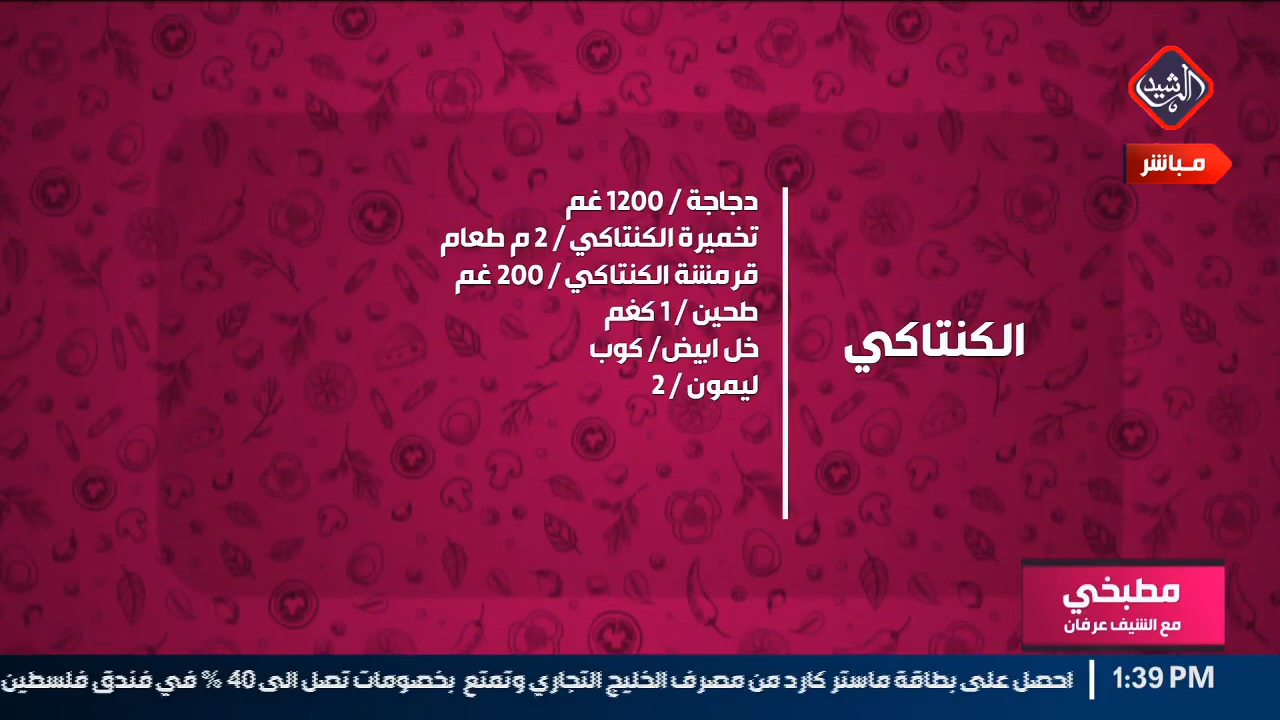 الرشيد
مباشر
الكنتاكي
دجاجة / 1200 غم
تخميرة الكنتاكي / 2 م طعام
قرمشة الكنتاكي / 200 غم
طحين / 1 كغم
خل ابيض/ كوب
ليمون / 2
مطبخي
مع الشيف عرفان
1:39 PM
احصل على بطاقة ماستر كارد من مصرف الخليج التجاري وتمتع بخصومات تصل الى 40 % في فندق فلسطين